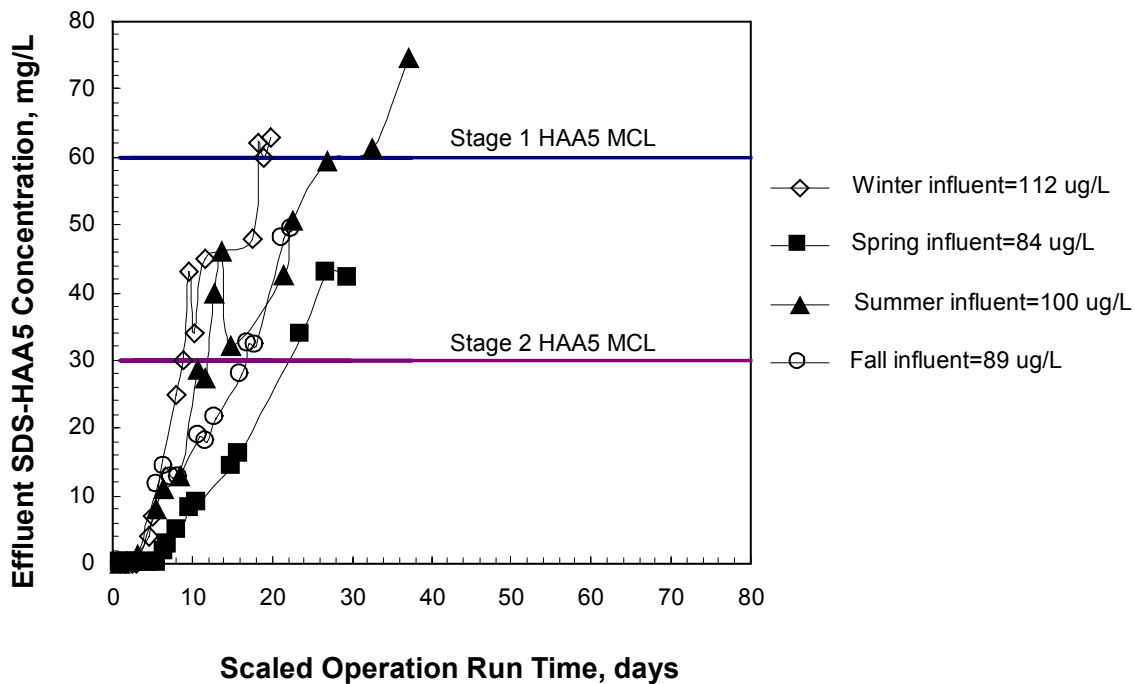 Effluent SDS-HAA5 Concentration, mg/L
80
70
60
50
40
30
20
10
0
Stage 1 HAA5 MCL
Stage 2 HAA5 MCL
0 10 20 30 40 50 60 70 80
Scaled Operation Run Time, days
Winter influent=112 ug/L
Spring influent=84 ug/L
Summer influent=100 ug/L
Fall influent=89 ug/L